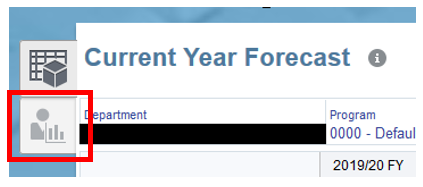 Current Year Forecast
Department Program
0000 - Defaul
2019/20 FY